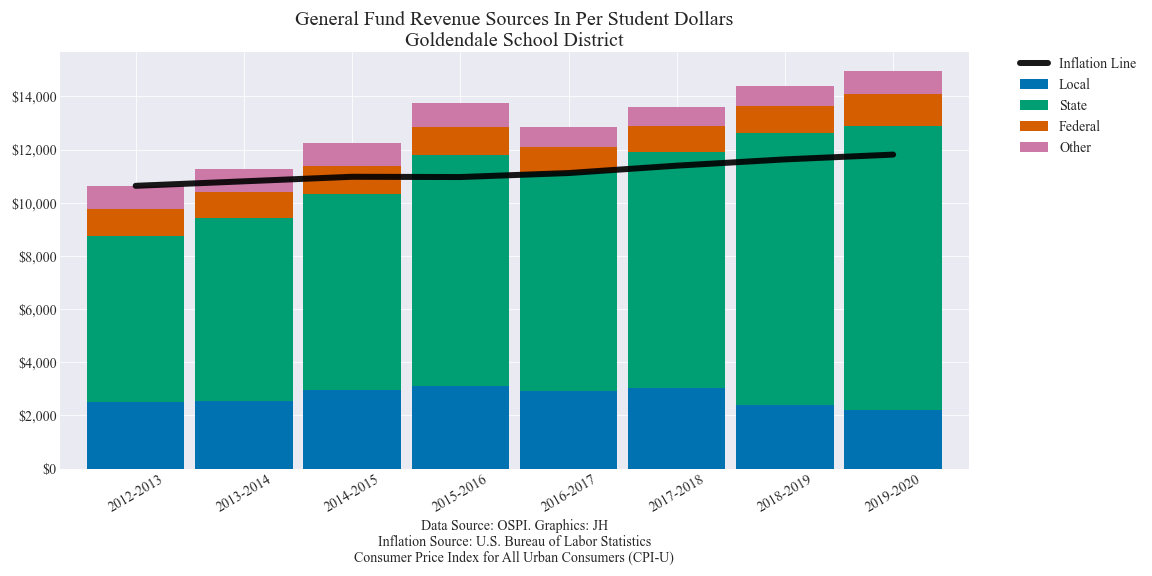 General Fund Revenue Sources In Per Student Dollars
Goldendale School District
Inflation Line
Local
State
Federal
Other
$14,000
$12,000
$10,000
$8,000
$6,000
$4,000
$2,000
$0
2012-2013
2013-2014
2014-2015
2015-2016
2016-2017
2017-2018
2018-2019
2019-2020
Data Source: OSPI. Graphics: JH
Inflation Source: U.S. Bureau of Labor Statistics
Consumer Price Index for All Urban Consumers (CPI-U)